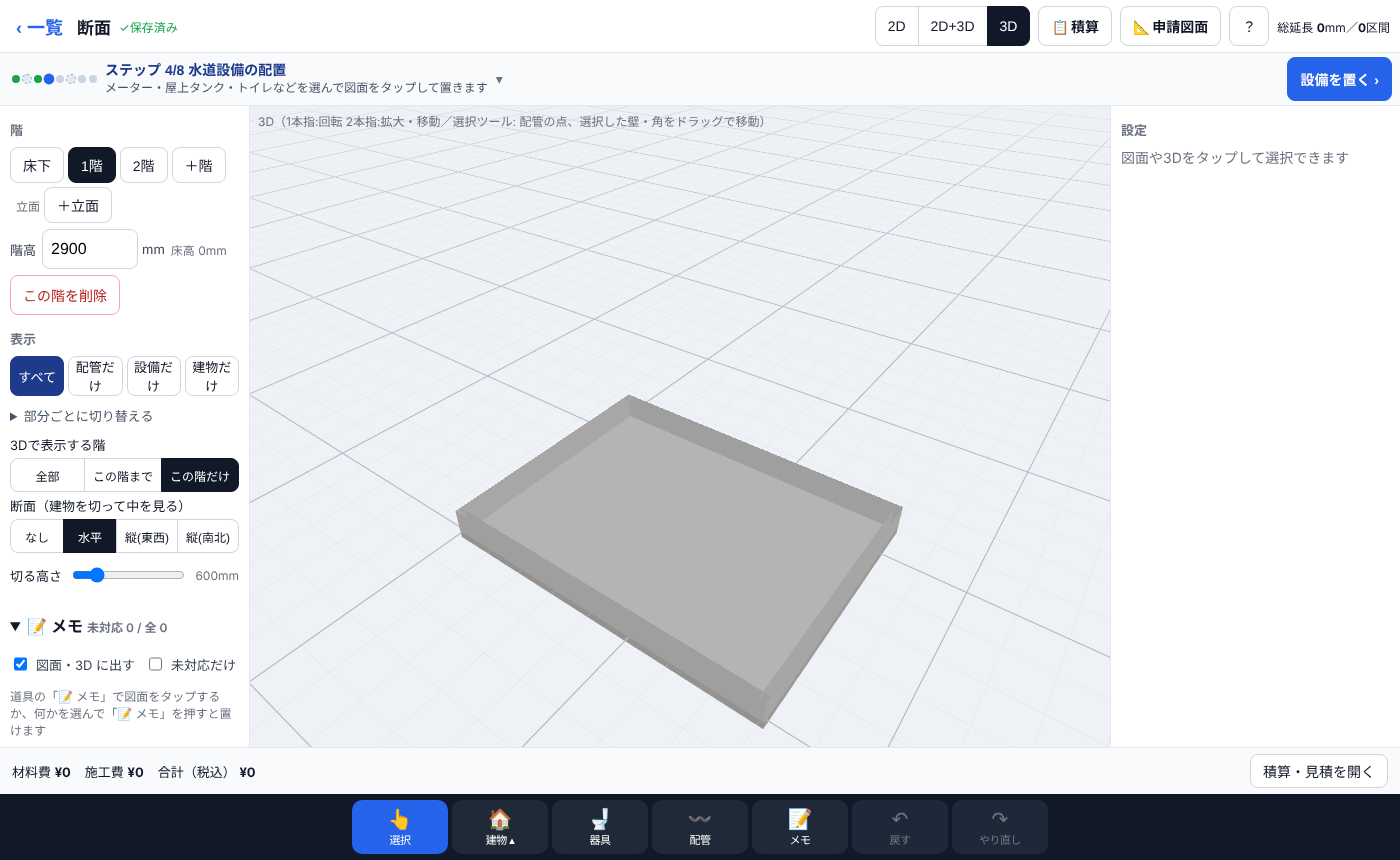 ‹ 一覧 断面 ✓保存済み 2D 2D+3D 3D 📋積算 📐申請図面 ? 総延長 0mm／0区間
ステップ 4/8 水道設備の配置
メーター・屋上タンク・トイレなどを選んで図面をタップして置きます ▼
設備を置く ›
3D（1本指:回転 2本指:拡大・移動／選択ツール: 配管の点、選択した壁・角をドラッグで移動）
階
床下 1階 2階 ＋階
立面 ＋立面
階高 2900 mm 床高 0mm
この階を削除
表示
すべて 配管だけ 設備だけ 建物だけ
▶ 部分ごとに切り替える
3Dで表示する階
全部 この階まで この階だけ
断面（建物を切って中を見る）
なし 水平 縦(東西) 縦(南北)
切る高さ 600mm
▼ 📝 メモ 未対応 0 / 全 0
図面・3D に出す 未対応だけ
道具の「📝 メモ」で図面をタップする
か、何かを選んで「📝 メモ」を押すと置
けます
設定
図面や3Dをタップして選択できます
材料費 ¥0 施工費 ¥0 合計（税込） ¥0 積算・見積を開く
選択 建物▲ 器具 配管 メモ 戻す やり直し